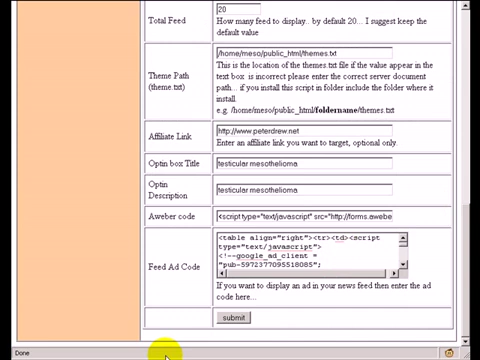 Total Feed
20
How many feed to display.. by default 20... I suggest keep the
default value
Theme Path
(theme.txt)
/home/meso/public_html/themes.txt
This is the location of the themes.txt file if the value appear in the
text box is incorrect please enter the correct server document
path... if you install this script in folder include the folder where it
install.
e.g. /home/meso/public_html/foldername/themes.txt
Affiliate Link
http://www.peterdrew.net
Enter an affiliate link you want to target, optional only.
Optin box Title
testicular mesothelioma
Optin
Description
testicular mesothelioma
Aweber code
<script type="text/javascript" src="http://forms.awebe
Feed Ad Code
<table align="right"><tr><td><script
type="text/javascript">
<!--google_ad_client =
"pub-5972377095518085";
If you want to display an ad in your news feed then enter the ad
code here...
submit
Done